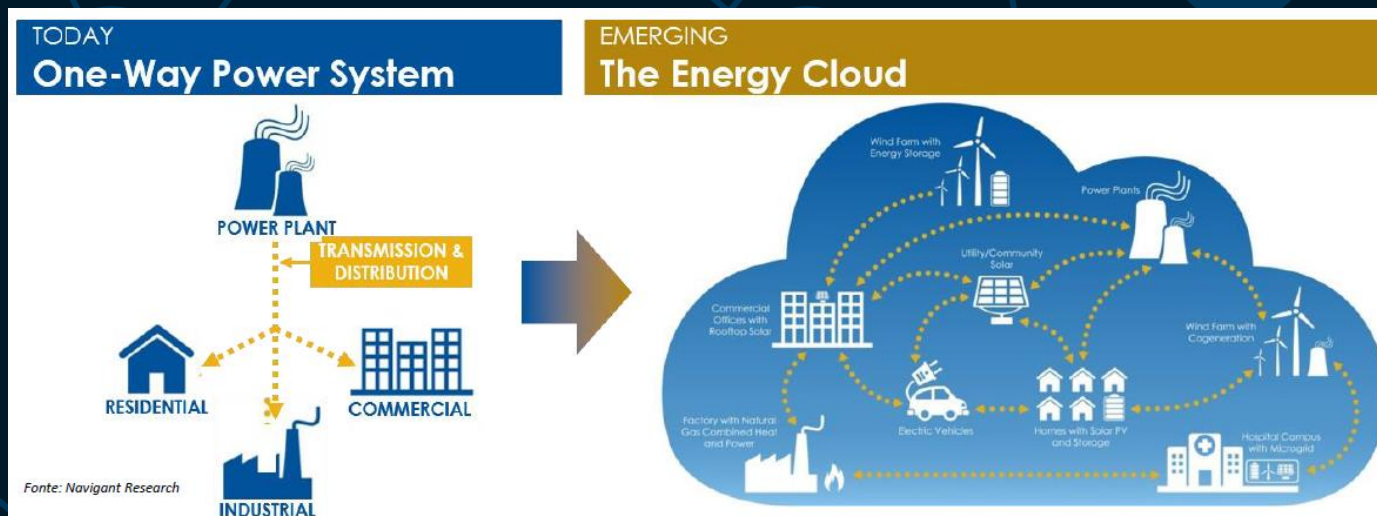 TODAY
One-Way Power System
POWER PLANT
TRANSMISSION &
DISTRIBUTION
RESIDENTIAL
COMMERCIAL
INDUSTRIAL
Fonte: Navigant Research
EMERGING
The Energy Cloud
Wind Farm with
Energy Storage
Power Plants
Utility/Community
Solar
Commercial
Offices with
Rooftop Solar
Wind Farm with
Cogeneration
Factory with Natural
Gas Combined Heat
and Power
Electric Vehicles
Homes with Solar PV
and Storage
Hospital Campus
with Microgrid